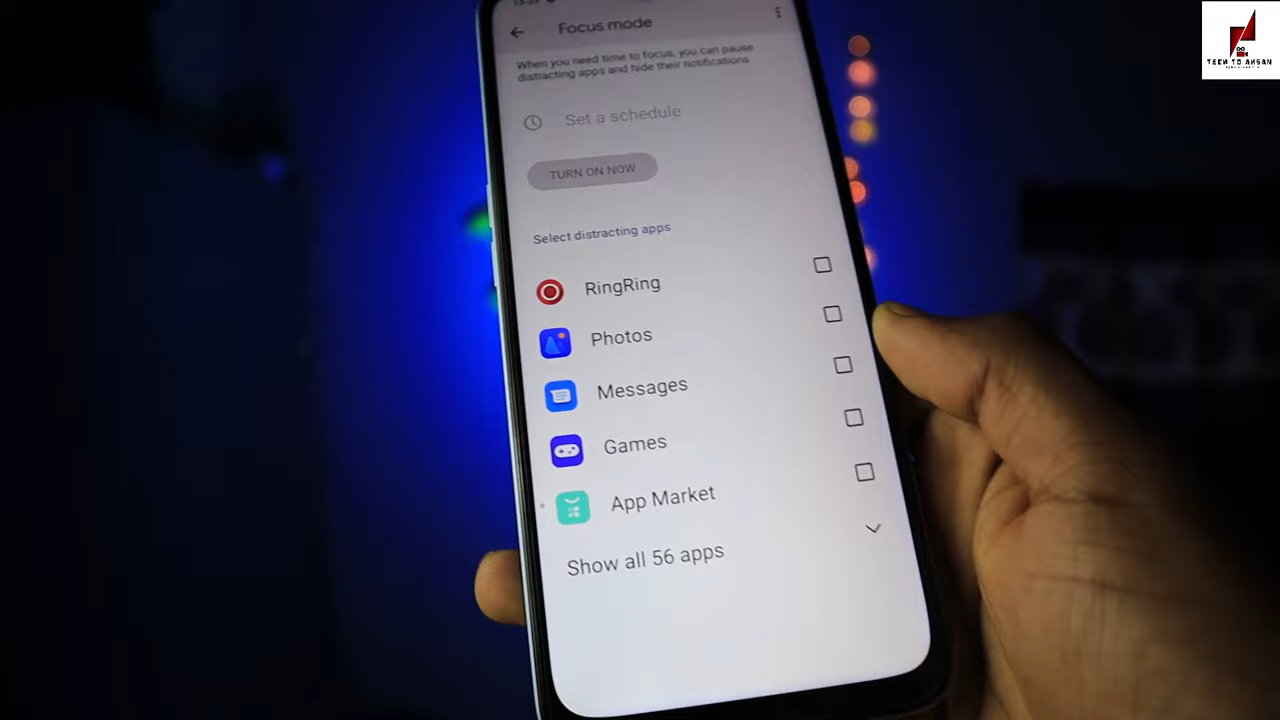 Focus mode
When you need time to focus, you can pause
distracting apps and hide their notifications
Set a schedule
TURN ON NOW
Select distracting apps
RingRing
Photos
Messages
Games
App Market
Show all 56 apps
TECH TO AHSAN